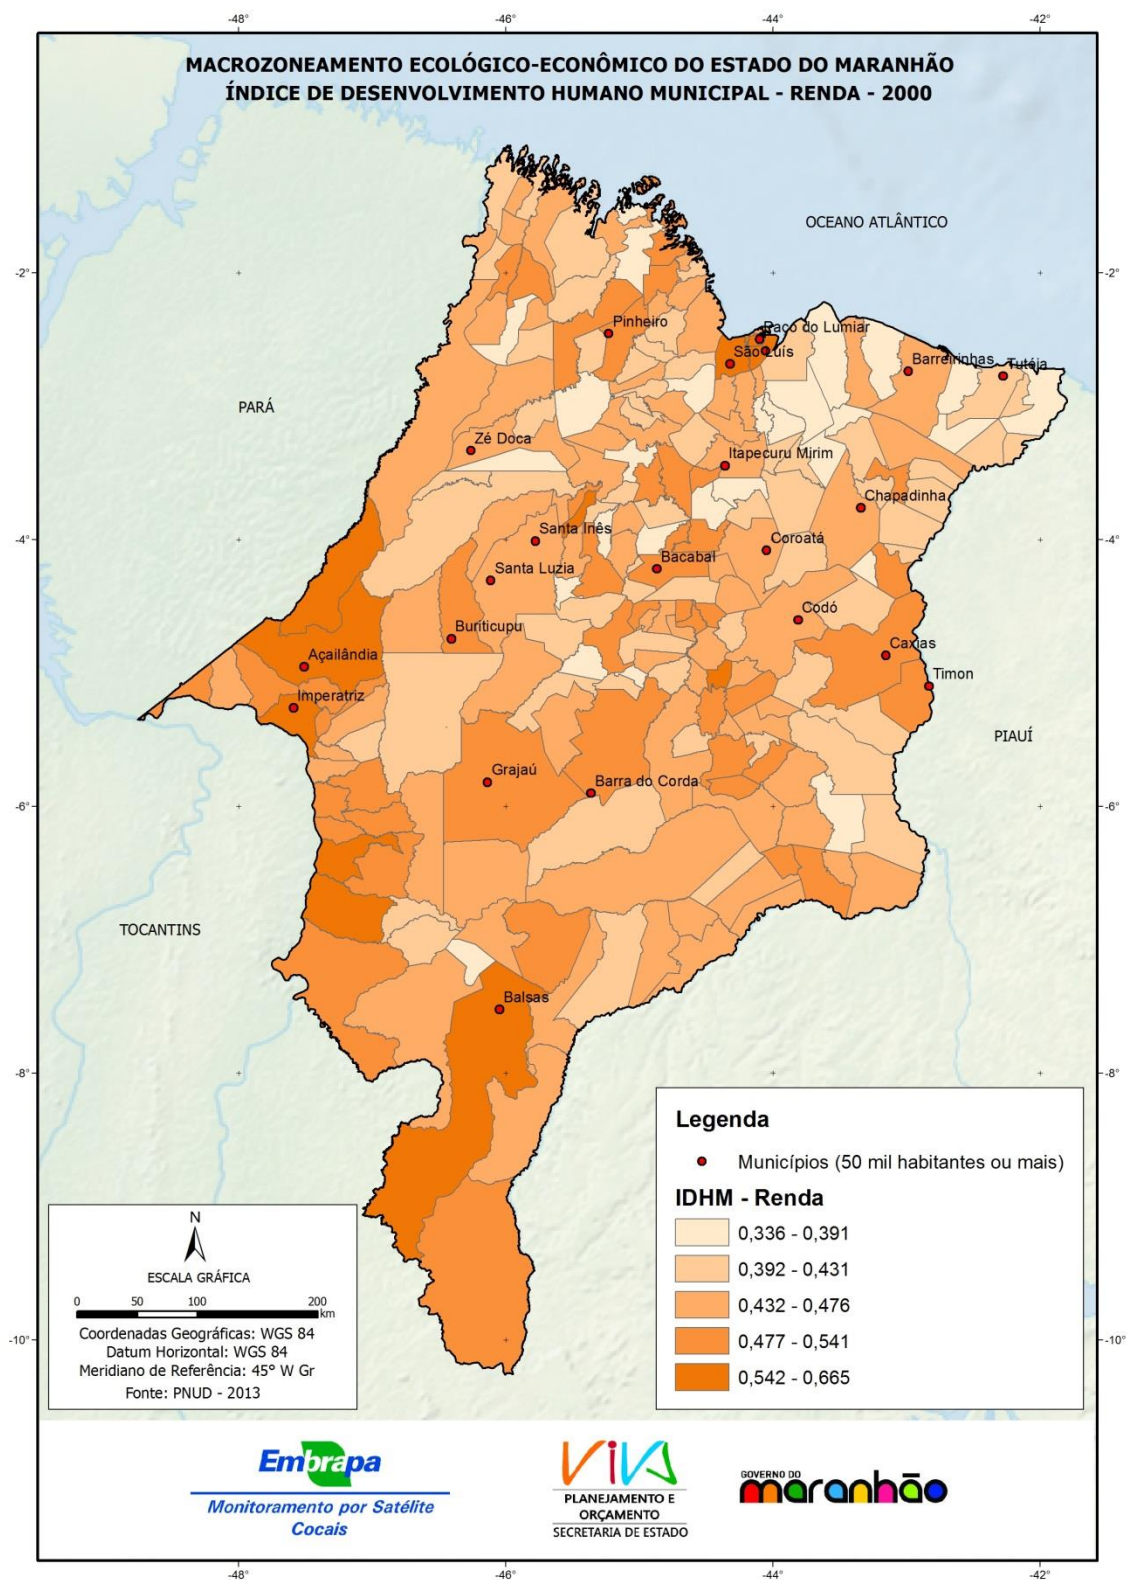 -48
-46
-44
-42
MACROZONEAMENTO ECOLÓGICO-ECONÔMICO DO ESTADO DO MARANHÃO
ÍNDICE DE DESENVOLVIMENTO HUMANO MUNICIPAL - RENDA - 2000
OCEANO ATLÂNTICO
-2°
-2°
Pinheiro
Paço do Lumiar
São Luís
Barreirinhas
Tutóia
PARÁ
Zé Doca
Itapecuru Mirim
Chapadinha
Santa Inês
-4°
-4°
Coroatá
Bacabal
Santa Luzia
Codó
Buriticupu
Caxias
Açailândia
Timon
Imperatriz
PIAUÍ
Grajaú
Barra do Corda
-6°
-6°
TOCANTINS
Balsas
-8°
-8°
Legenda
Municípios (50 mil habitantes ou mais)
IDHM - Renda
0,336 - 0,391
0,392 - 0,431
0,432 - 0,476
0,477 - 0,541
0,542 - 0,665
N
ESCALA GRÁFICA
0 50 100 200
km
Coordenadas Geográficas: WGS 84
Datum Horizontal: WGS 84
Meridiano de Referência: 45° W Gr
Fonte: PNUD - 2013
-10°
-10°
Embrapa
Monitoramento por Satélite
Cocais
VIVA
PLANEJAMENTO E
ORÇAMENTO
SECRETARIA DE ESTADO
GOVERNO DO
maranhão
-48
-46
-44
-42